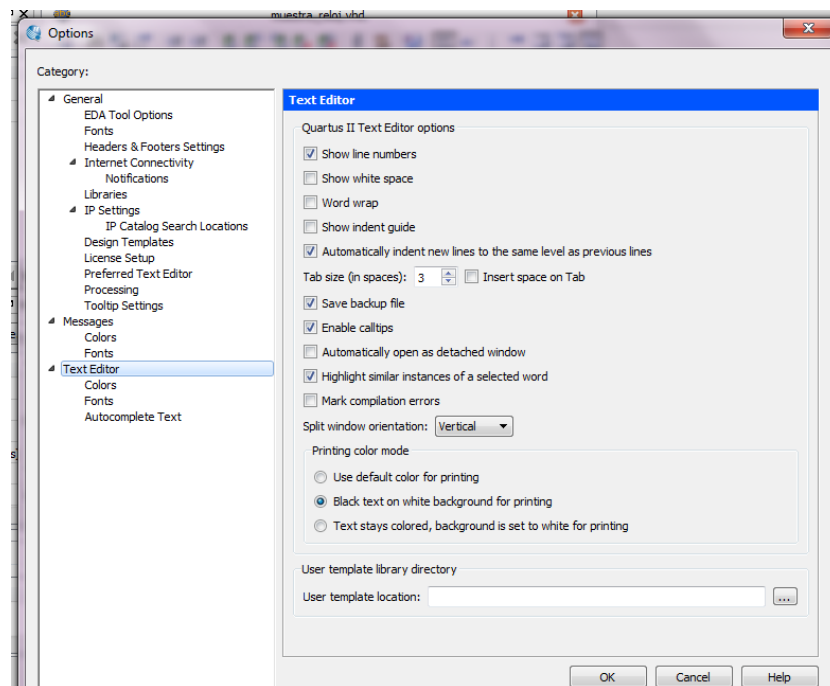 muestra_reloj.vhd
Options
Category:
General
EDA Tool Options
Fonts
Headers & Footers Settings
Internet Connectivity
Notifications
Libraries
IP Settings
IP Catalog Search Locations
Design Templates
License Setup
Preferred Text Editor
Processing
Tooltip Settings
Messages
Colors
Fonts
Text Editor
Colors
Fonts
Autocomplete Text
Text Editor
Quartus II Text Editor options
Show line numbers
Show white space
Word wrap
Show indent guide
Automatically indent new lines to the same level as previous lines
Tab size (in spaces): 3 Insert space on Tab
Save backup file
Enable calltips
Automatically open as detached window
Highlight similar instances of a selected word
Mark compilation errors
Split window orientation: Vertical
Printing color mode
Use default color for printing
Black text on white background for printing
Text stays colored, background is set to white for printing
User template library directory
User template location: ...
OK Cancel Help